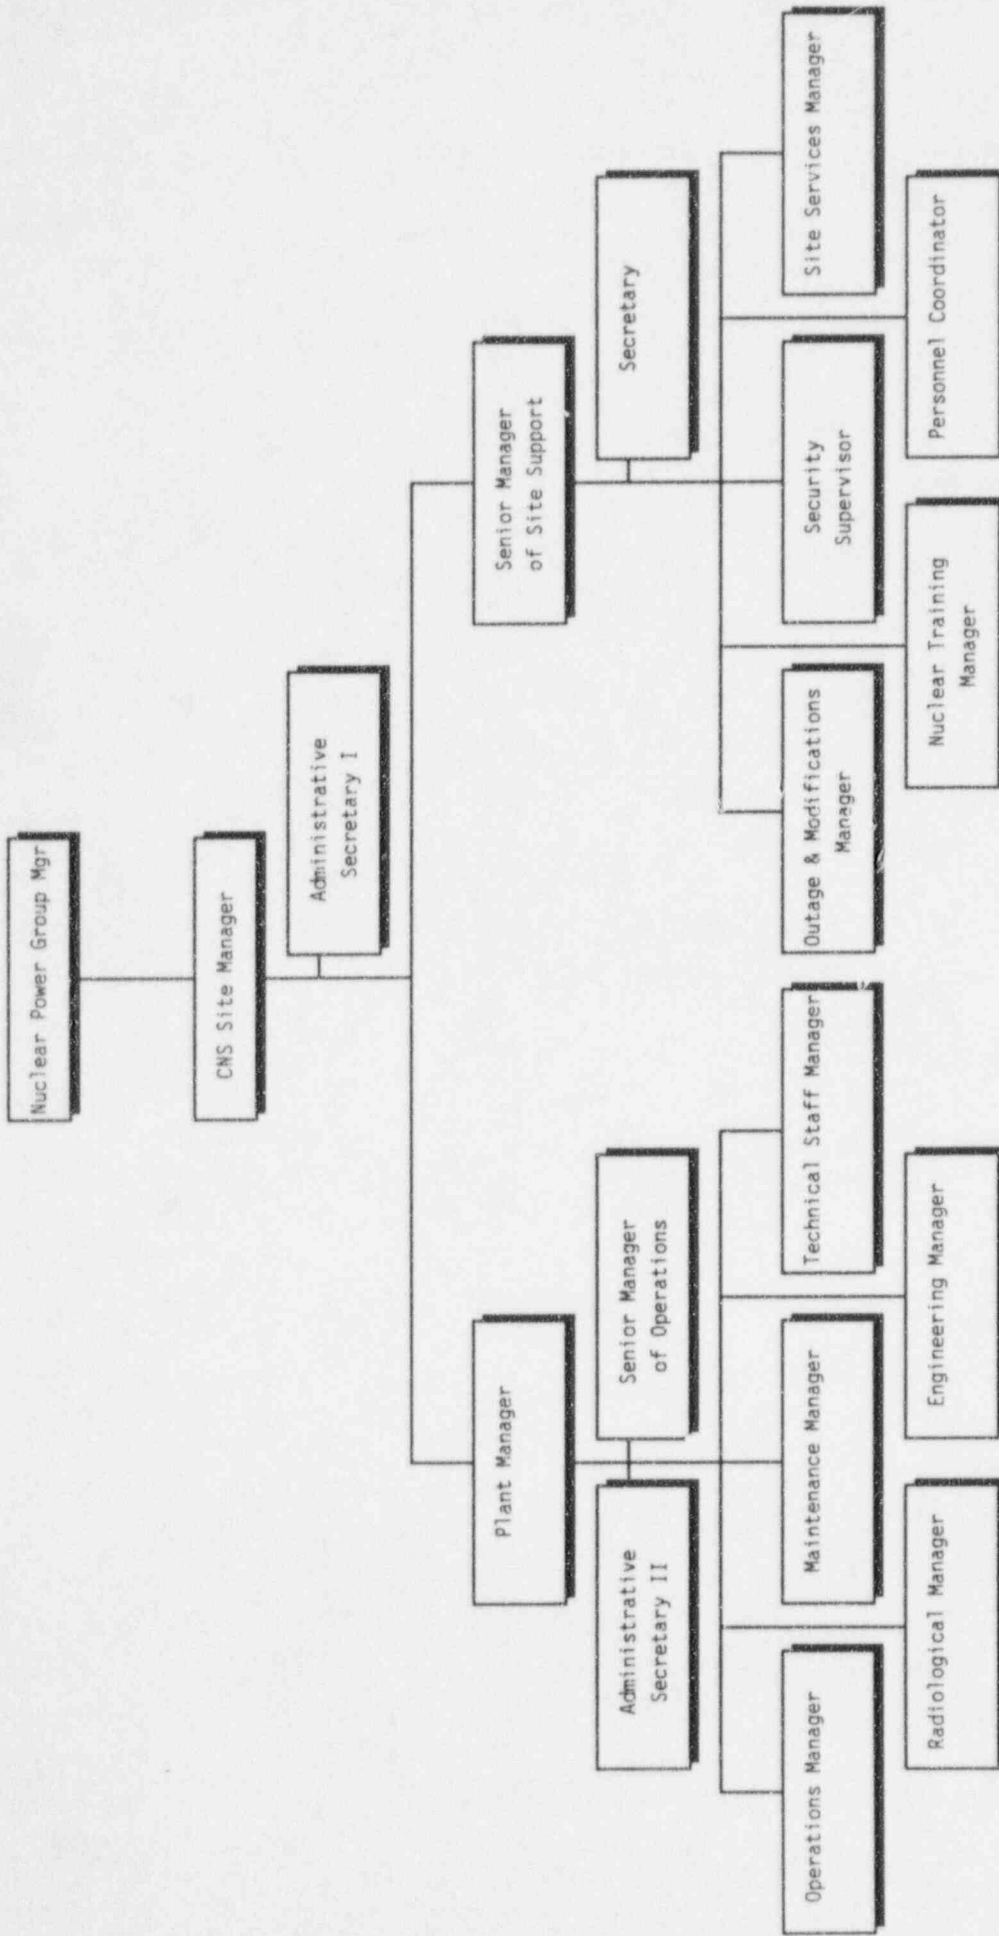 Nuclear Power Group Mgr
CNS Site Manager
Administrative
Secretary I
Plant Manager
Senior Manager
of Site Support
Administrative
Secretary II
Senior Manager
of Operations
Secretary
Operations Manager
Maintenance Manager
Technical Staff Manager
Outage & Modifications
Manager
Security
Supervisor
Site Services Manager
Radiological Manager
Engineering Manager
Nuclear Training
Manager
Personnel Coordinator